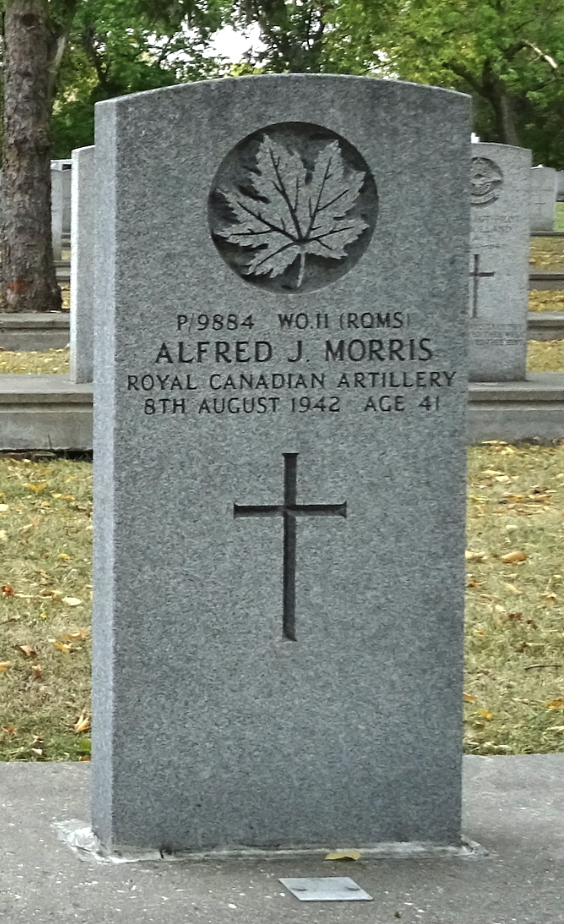 P/9884 WO.II (RQMS)
ALFRED J. MORRIS
ROYAL CANADIAN ARTILLERY
8TH AUGUST 1942 AGE 41